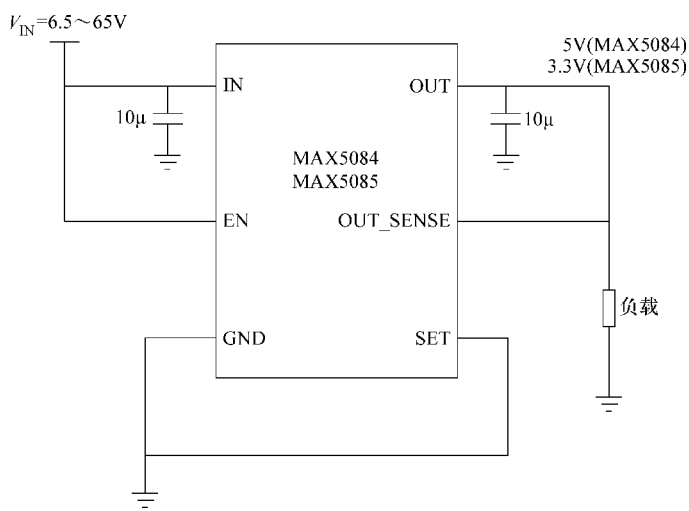 V_IN=6.5～65V
5V(MAX5084)
3.3V(MAX5085)
IN
OUT
10μ
10μ
MAX5084
MAX5085
EN
OUT_SENSE
负载
GND
SET